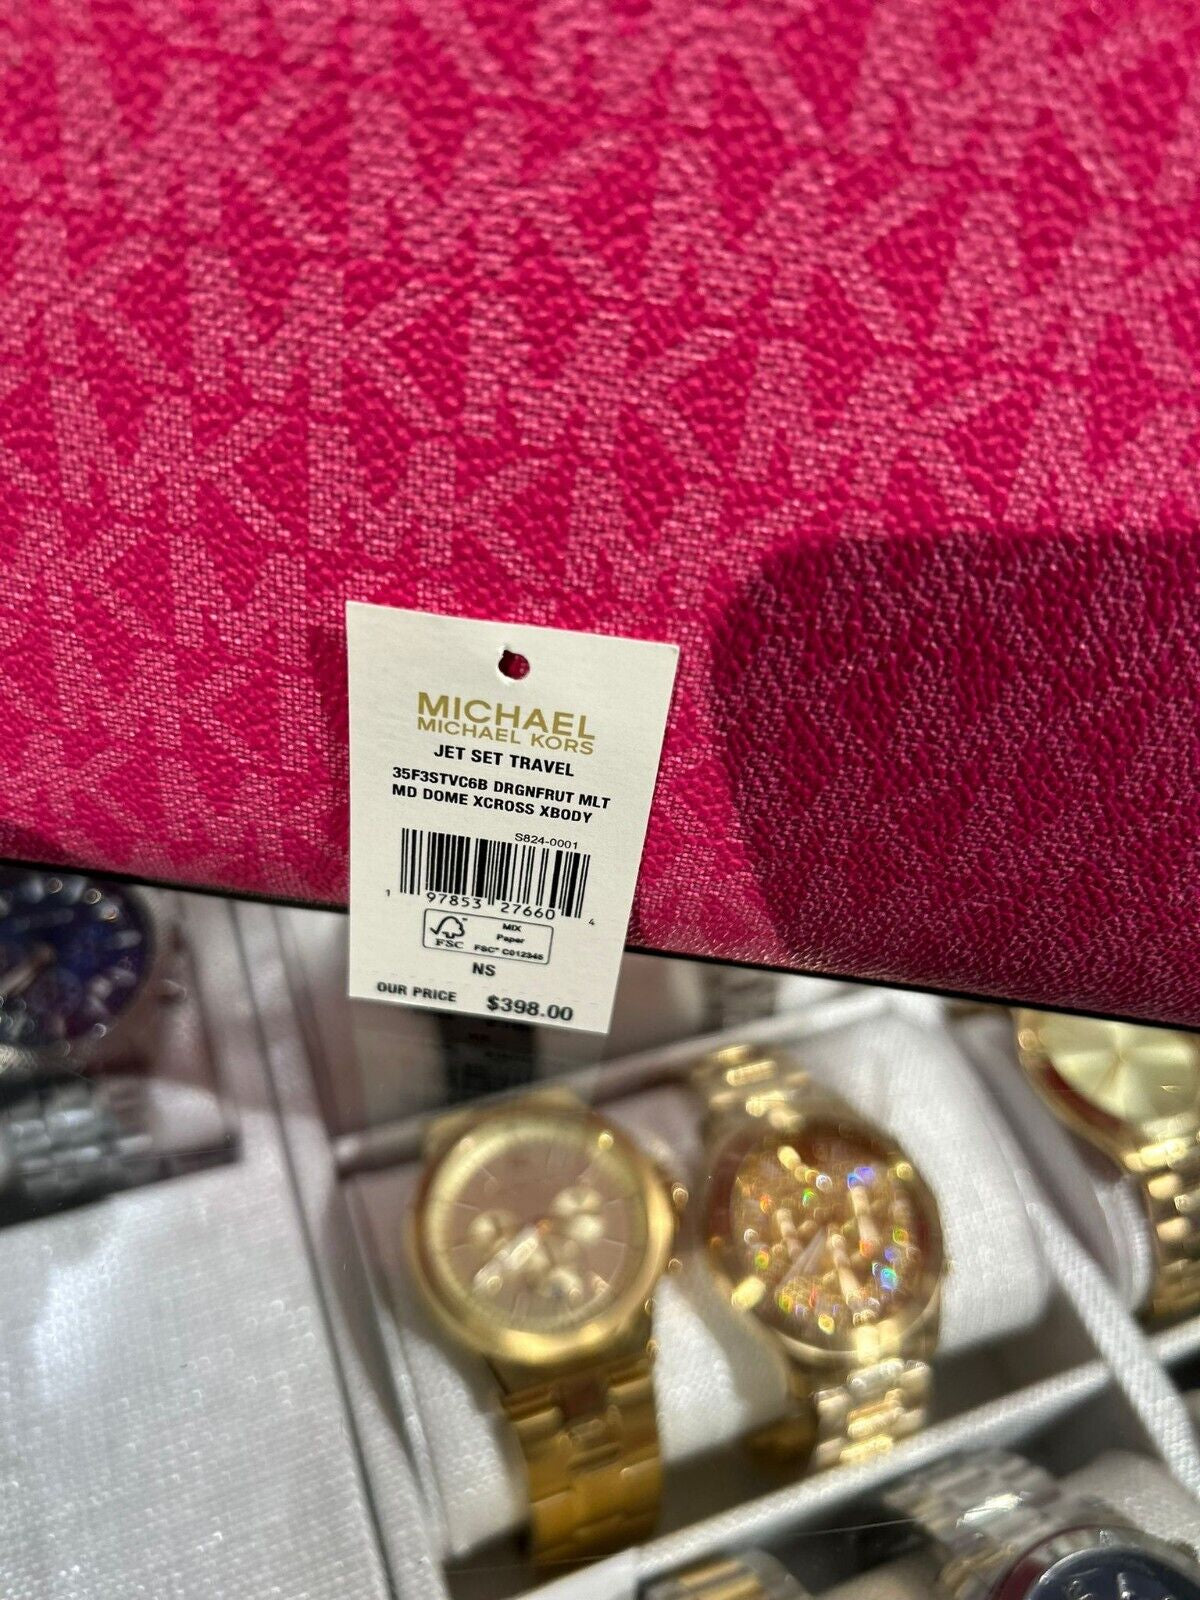 MICHAEL
MICHAEL KORS
JET SET TRAVEL
35F3STVC6B DRGNFRUT MLT
MD DOME XCROSS XBODY
S824-0001
1 97853 27660 4
FSC
MIX
Paper
FSC™ C012345
NS
OUR PRICE $398.00